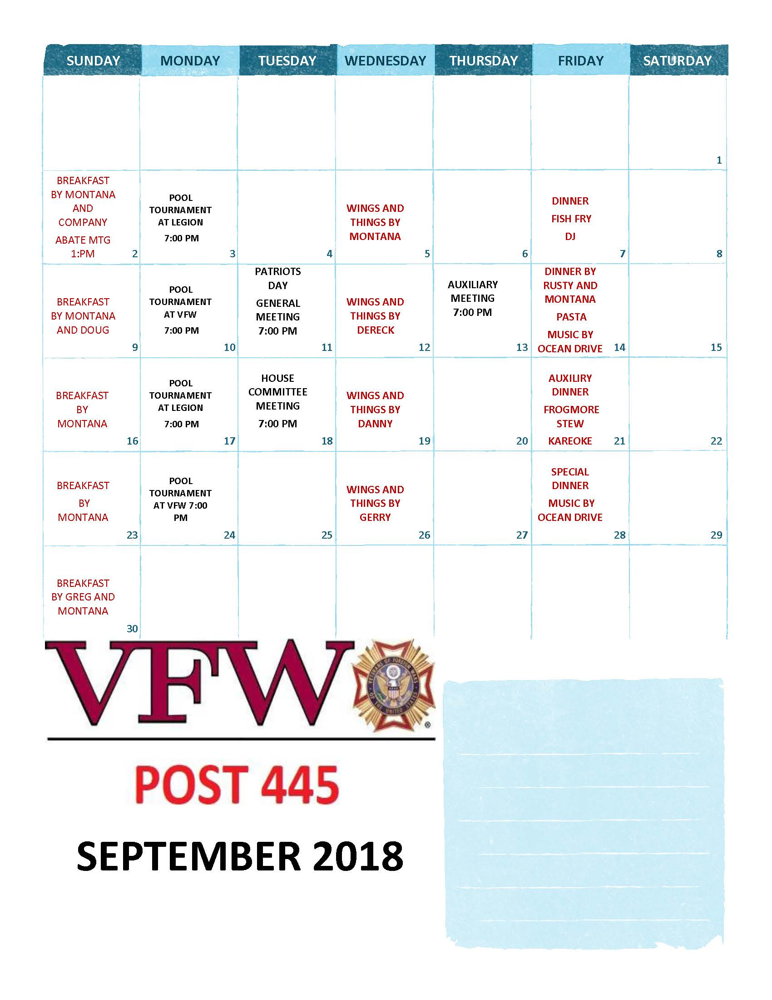 SUNDAY MONDAY TUESDAY WEDNESDAY THURSDAY FRIDAY SATURDAY
1
BREAKFAST
BY MONTANA
AND
COMPANY
ABATE MTG
1:PM
2
POOL
TOURNAMENT
AT LEGION
7:00 PM
3
4
WINGS AND
THINGS BY
MONTANA
5
6
DINNER
FISH FRY
DJ
7
8
BREAKFAST
BY MONTANA
AND DOUG
9
POOL
TOURNAMENT
AT VFW
7:00 PM
10
PATRIOTS
DAY
GENERAL
MEETING
7:00 PM
11
WINGS AND
THINGS BY
DERECK
12
AUXILIARY
MEETING
7:00 PM
13
DINNER BY
RUSTY AND
MONTANA
PASTA
MUSIC BY
OCEAN DRIVE
14
15
BREAKFAST
BY
MONTANA
16
POOL
TOURNAMENT
AT LEGION
7:00 PM
17
HOUSE
COMMITTEE
MEETING
7:00 PM
18
WINGS AND
THINGS BY
DANNY
19
20
AUXILIRY
DINNER
FROGMORE
STEW
KAREOKE
21
22
BREAKFAST
BY
MONTANA
23
POOL
TOURNAMENT
AT VFW 7:00
PM
24
25
WINGS AND
THINGS BY
GERRY
26
27
SPECIAL
DINNER
MUSIC BY
OCEAN DRIVE
28
29
BREAKFAST
BY GREG AND
MONTANA
30
VFW
VETERANS OF FOREIGN WARS
OF THE UNITED STATES
®
POST 445
SEPTEMBER 2018